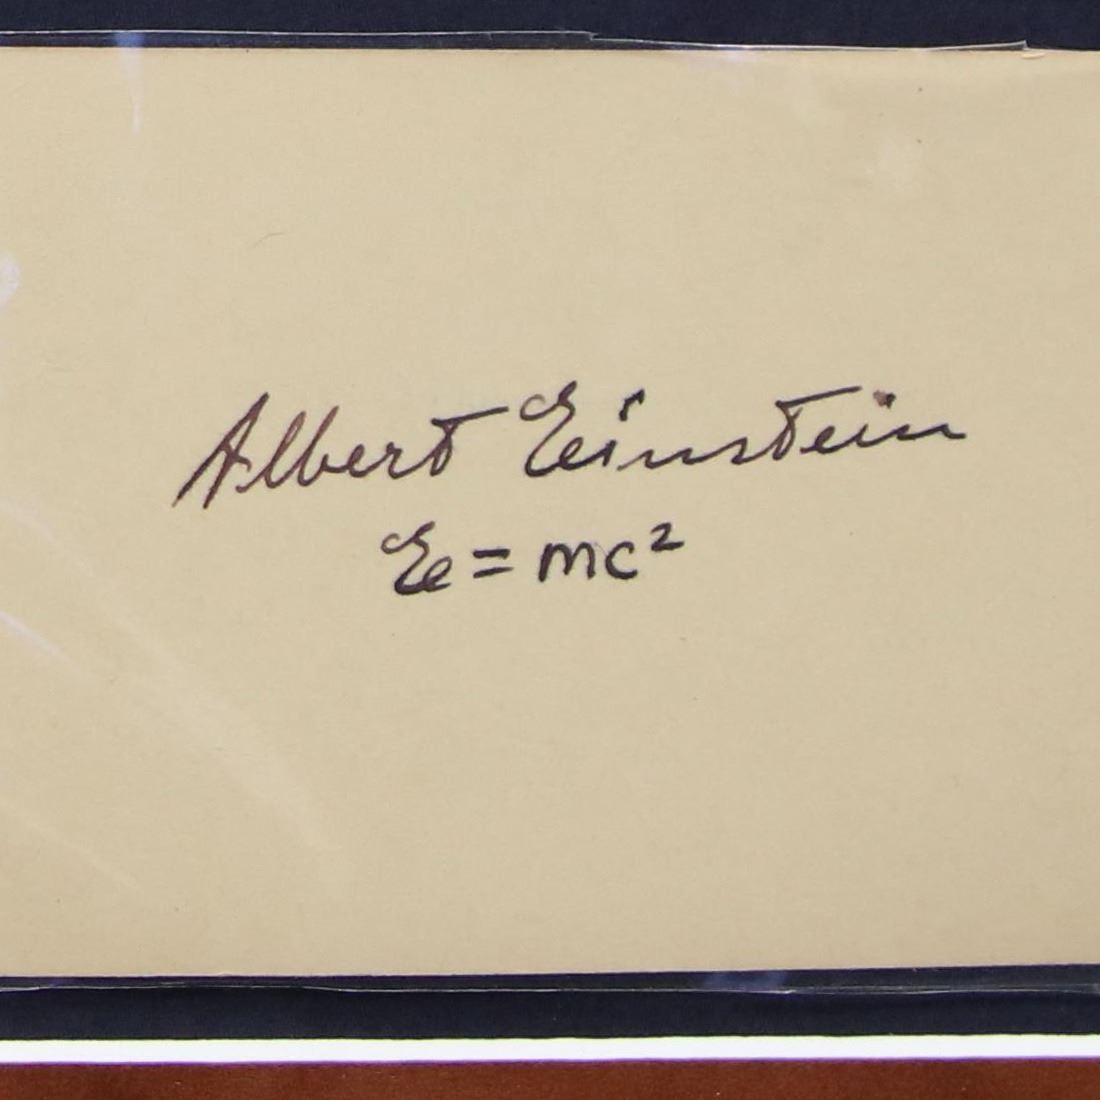 Albert Einstein
E = mc²